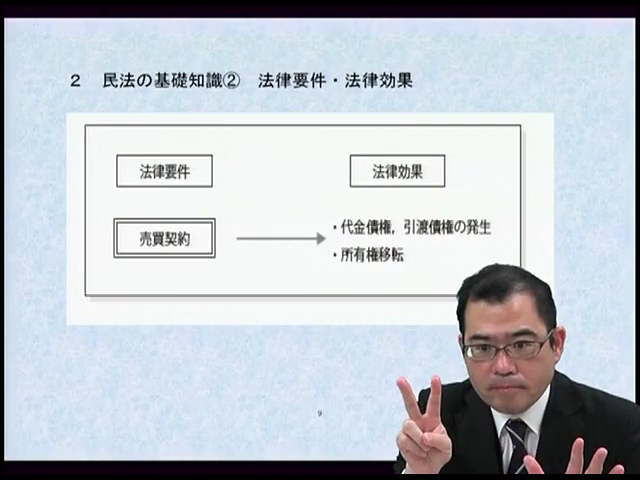 2 民法の基礎知識② 法律要件・法律効果
法律要件
法律効果
売買契約
・代金債権，引渡債権の発生
・所有権移転
9